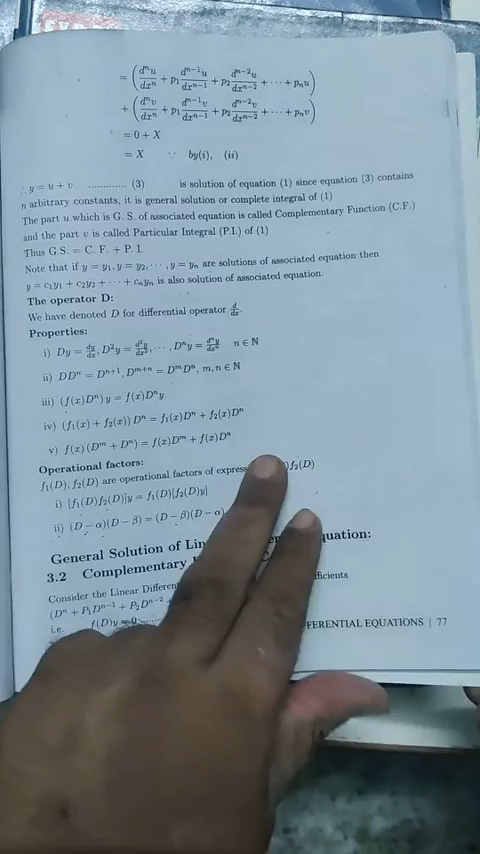 = (dⁿu/dxⁿ + p₁ dⁿ⁻¹u/dxⁿ⁻¹ + p₂ dⁿ⁻²u/dxⁿ⁻² + ⋯ + pₙu)
+ (dⁿv/dxⁿ + p₁ dⁿ⁻¹v/dxⁿ⁻¹ + p₂ dⁿ⁻²v/dxⁿ⁻² + ⋯ + pₙv)
= 0 + X
= X ∵ by(i), (ii)
∴ y = u + v ............. (3) is solution of equation (1) since equation (3) contains
n arbitrary constants, it is general solution or complete integral of (1)
The part u which is G. S. of associated equation is called Complementary Function (C.F.)
and the part v is called Particular Integral (P.I.) of (1)
Thus G.S. = C. F. + P. I.
Note that if y = y₁, y = y₂, ⋯ , y = yₙ are solutions of associated equation then
y = c₁y₁ + c₂y₂ + ⋯ + cₙyₙ is also solution of associated equation.
The operator D:
We have denoted D for differential operator d/dx.
Properties:
i) Dy = dy/dx, D²y = d²y/dx², ⋯ , Dⁿy = dⁿy/dxⁿ n ∈ ℕ
ii) DDⁿ = Dⁿ⁺¹, Dᵐ⁺ⁿ = DᵐDⁿ, m, n ∈ ℕ
iii) (f(x)Dⁿ) y = f(x)Dⁿy
iv) (f₁(x) + f₂(x)) Dⁿ = f₁(x)Dⁿ + f₂(x)Dⁿ
v) f(x) (Dᵐ + Dⁿ) = f(x)Dᵐ + f(x)Dⁿ
Operational factors:
f₁(D), f₂(D) are operational factors of )f₂(D)
i) [f₁(D)f₂(D)]y = f₁(D)[f₂(D)y]
ii) (D − α)(D − β) = (D − β)(D − α)
General Solution of
3.2 Complementary
Consider the Linear
(Dⁿ + P₁Dⁿ⁻¹ + P₂Dⁿ⁻²
i.e. f(D)y = 0
77